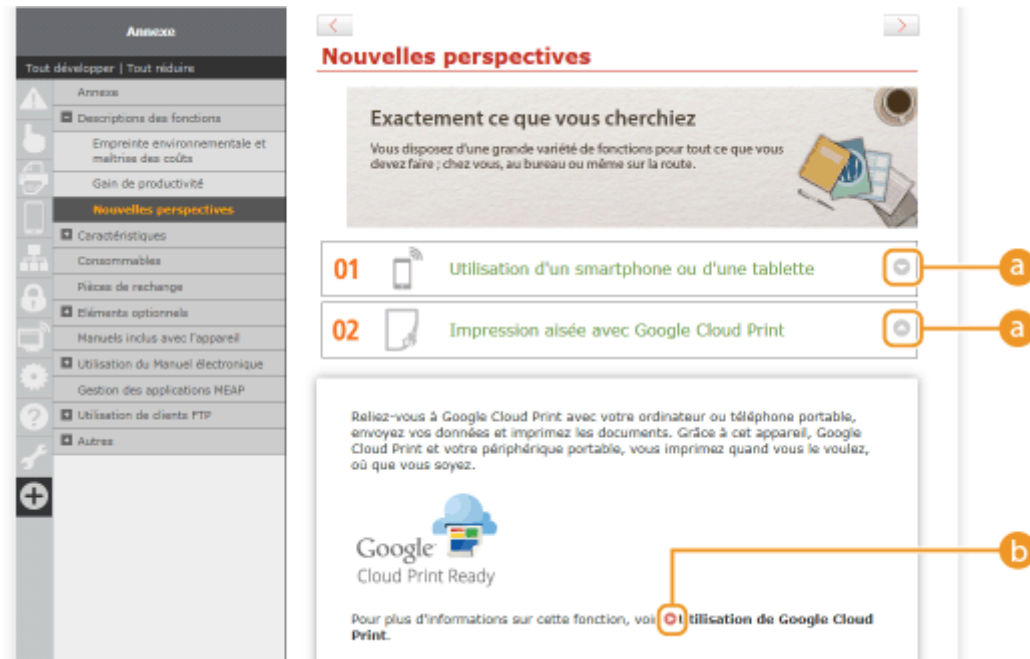 Annexe
Tout développer | Tout réduire
Annexe
Descriptions des fonctions
Empreinte environnementale et
maîtrise des coûts
Gain de productivité
Nouvelles perspectives
Caractéristiques
Consommables
Pièces de rechange
Eléments optionnels
Manuels inclus avec l'appareil
Utilisation du Manuel électronique
Gestion des applications MEAP
Utilisation de clients FTP
Autres
Nouvelles perspectives
Exactement ce que vous cherchiez
Vous disposez d'une grande variété de fonctions pour tout ce que vous
devez faire ; chez vous, au bureau ou même sur la route.
01 Utilisation d'un smartphone ou d'une tablette
a
02 Impression aisée avec Google Cloud Print
a
Reliez-vous à Google Cloud Print avec votre ordinateur ou téléphone portable,
envoyez vos données et imprimez les documents. Grâce à cet appareil, Google
Cloud Print et votre périphérique portable, vous imprimez quand vous le voulez,
où que vous soyez.
Google
Cloud Print Ready
b
Pour plus d'informations sur cette fonction, voir Utilisation de Google Cloud
Print.